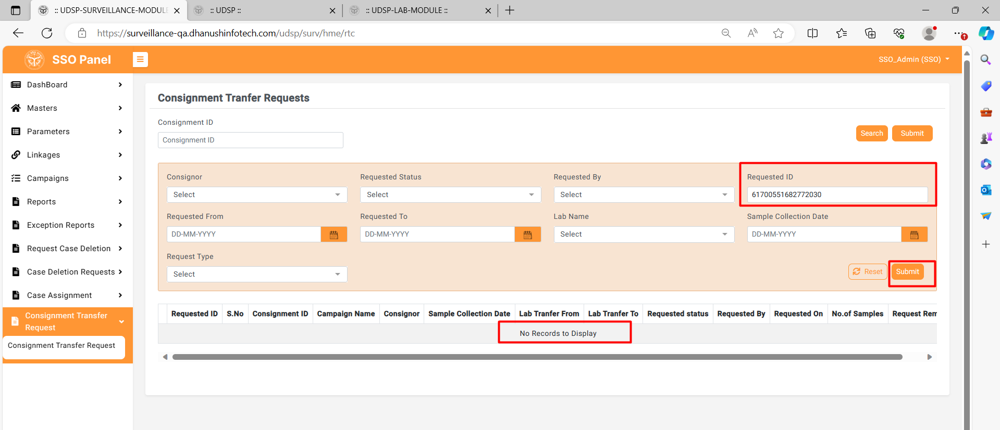 :: UDSP-SURVEILLANCE-MODULE
:: UDSP ::
:: UDSP-LAB-MODULE ::
https://surveillance-qa.dhanushinfotech.com/udsp/surv/hme/rtc
SSO Panel
SSO_Admin (SSO)
DashBoard
Masters
Parameters
Linkages
Campaigns
Reports
Exception Reports
Request Case Deletion
Case Deletion Requests
Case Assignment
Consignment Transfer
Request
Consignment Transfer Request
Consignment Tranfer Requests
Consignment ID
Consignment ID
Search Submit
Consignor Requested Status Requested By Requested ID
Select Select Select 61700551682772030
Requested From Requested To Lab Name Sample Collection Date
DD-MM-YYYY DD-MM-YYYY Select DD-MM-YYYY
Request Type
Select
Reset Submit
Requested ID S.No Consignment ID Campaign Name Consignor Sample Collection Date Lab Tranfer From Lab Tranfer To Requested status Requested By Requested On No.of Samples Request Rem
No Records to Display